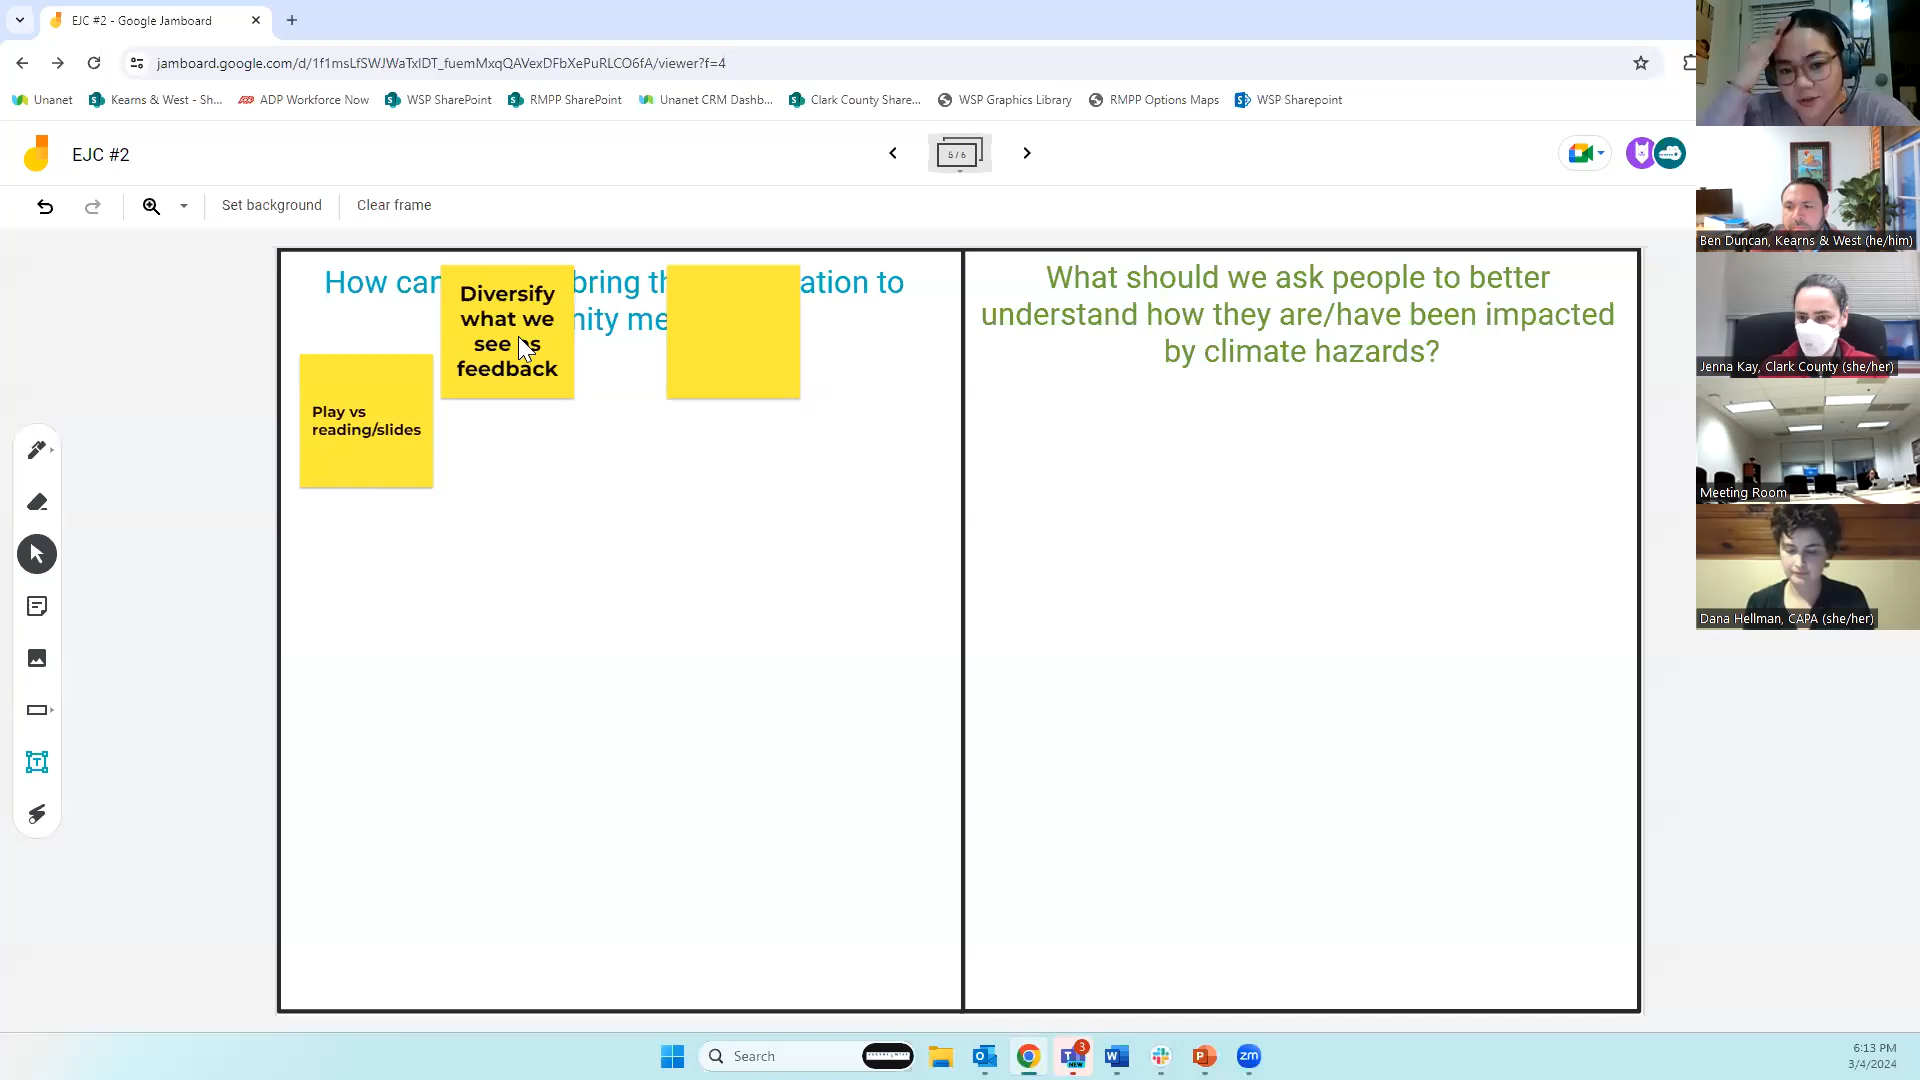 EJC #2 - Google Jamboard
jamboard.google.com/d/1f1msLfSWJWaTxlDT_fuemMxqQAVexDFbXePuRLCO6fA/viewer?f=4
Unanet
Kearns & West - Sh...
ADP Workforce Now
WSP SharePoint
RMPP SharePoint
Unanet CRM Dashb...
Clark County Share...
WSP Graphics Library
RMPP Options Maps
WSP Sharepoint
EJC #2
5 / 6
Set background
Clear frame
How can
bring th
ation to
nity me
Diversify
what we
see as
feedback
Play vs
reading/slides
What should we ask people to better
understand how they are/have been impacted
by climate hazards?
Ben Duncan, Kearns & West (he/him)
Jenna Kay, Clark County (she/her)
Meeting Room
Dana Hellman, CAPA (she/her)
Search
3
NEW
zm
6:13 PM
3/4/2024